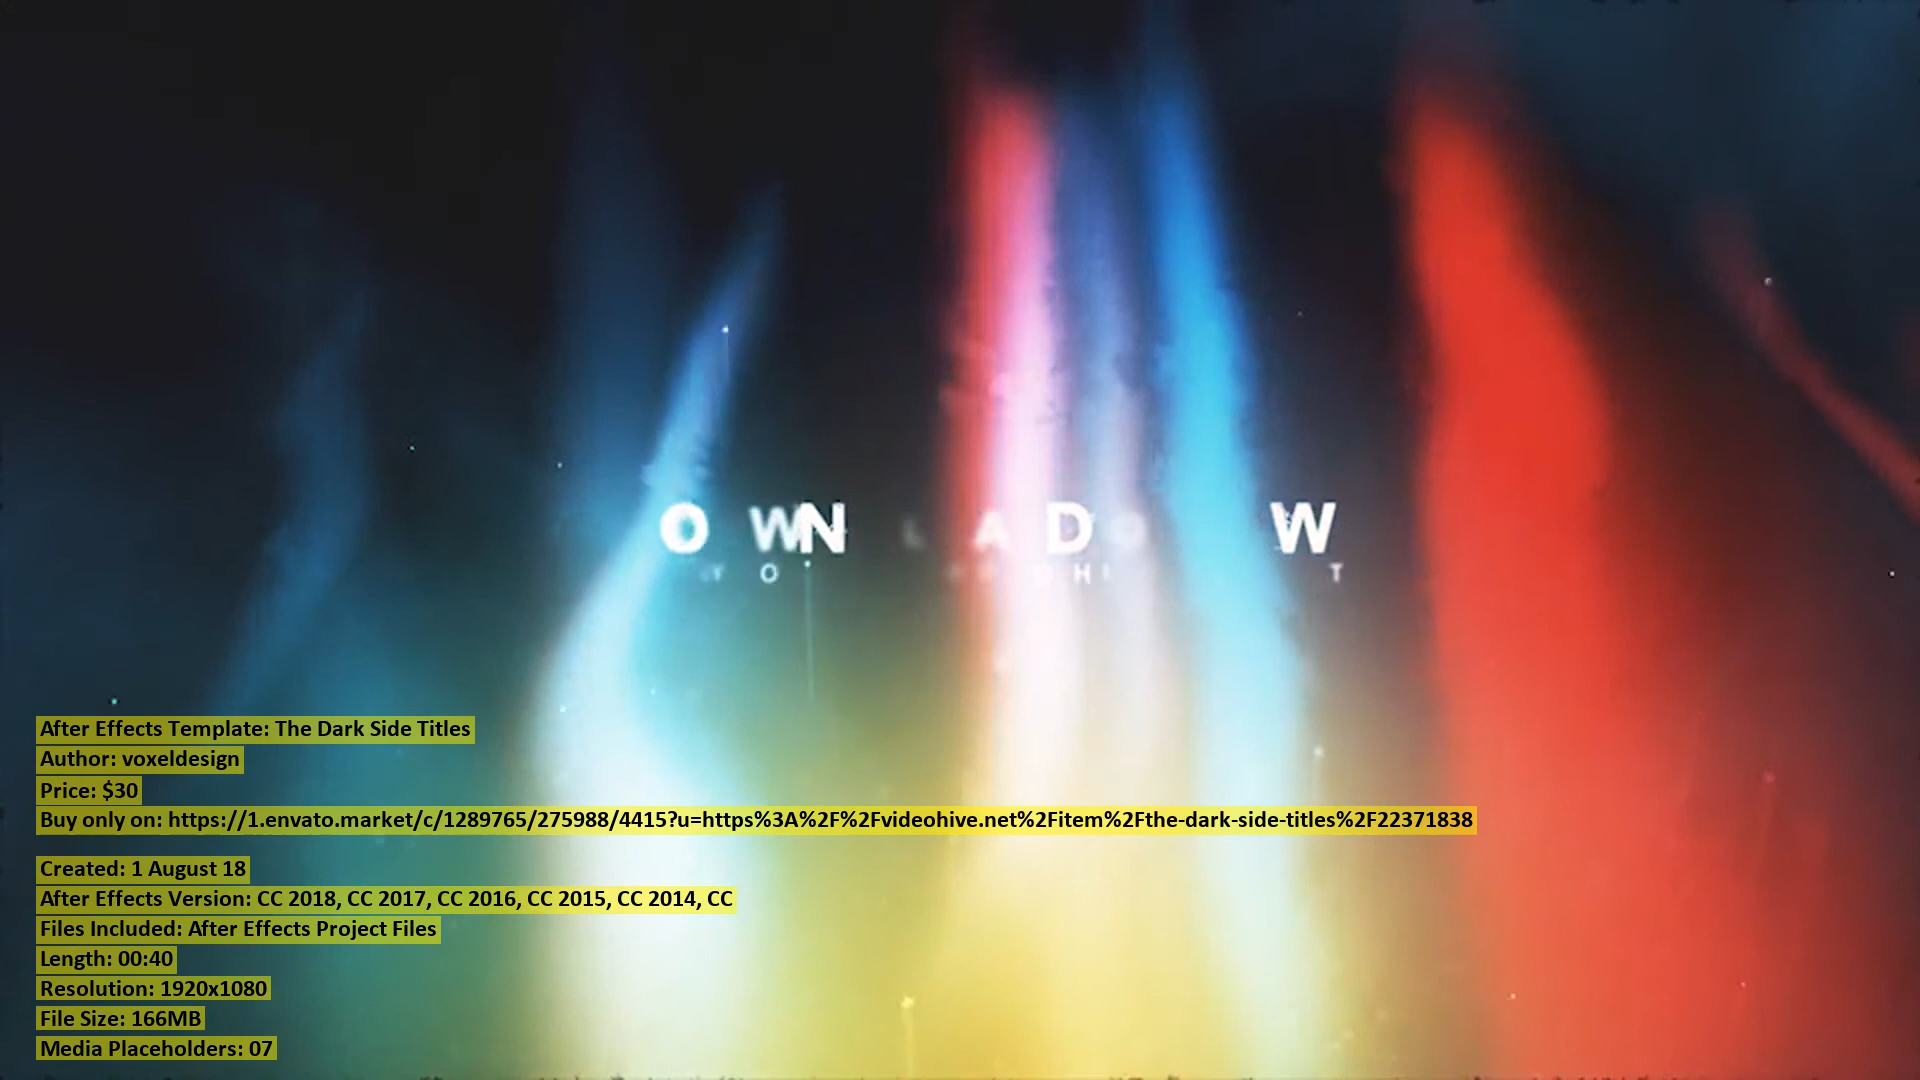 OWN L A D O W
After Effects Template: The Dark Side Titles
Author: voxeldesign
Price: $30
Buy only on: https://1.envato.market/c/1289765/275988/4415?u=https%3A%2F%2Fvideohive.net%2Fitem%2Fthe-dark-side-titles%2F22371838
Created: 1 August 18
After Effects Version: CC 2018, CC 2017, CC 2016, CC 2015, CC 2014, CC
Files Included: After Effects Project Files
Length: 00:40
Resolution: 1920x1080
File Size: 166MB
Media Placeholders: 07